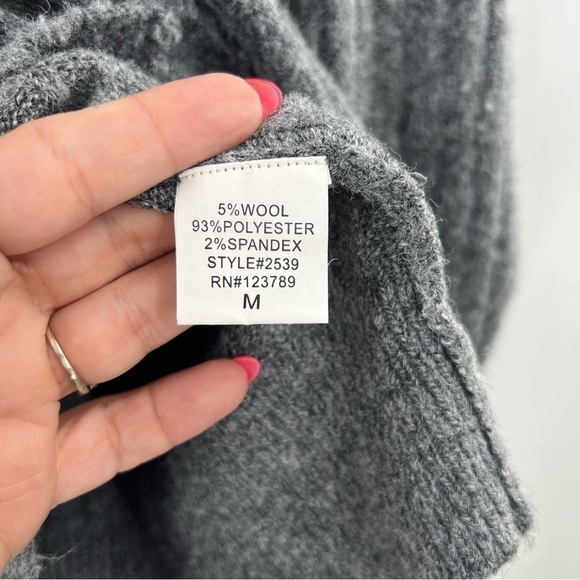 5%WOOL
93%POLYESTER
2%SPANDEX
STYLE#2539
RN#123789
M